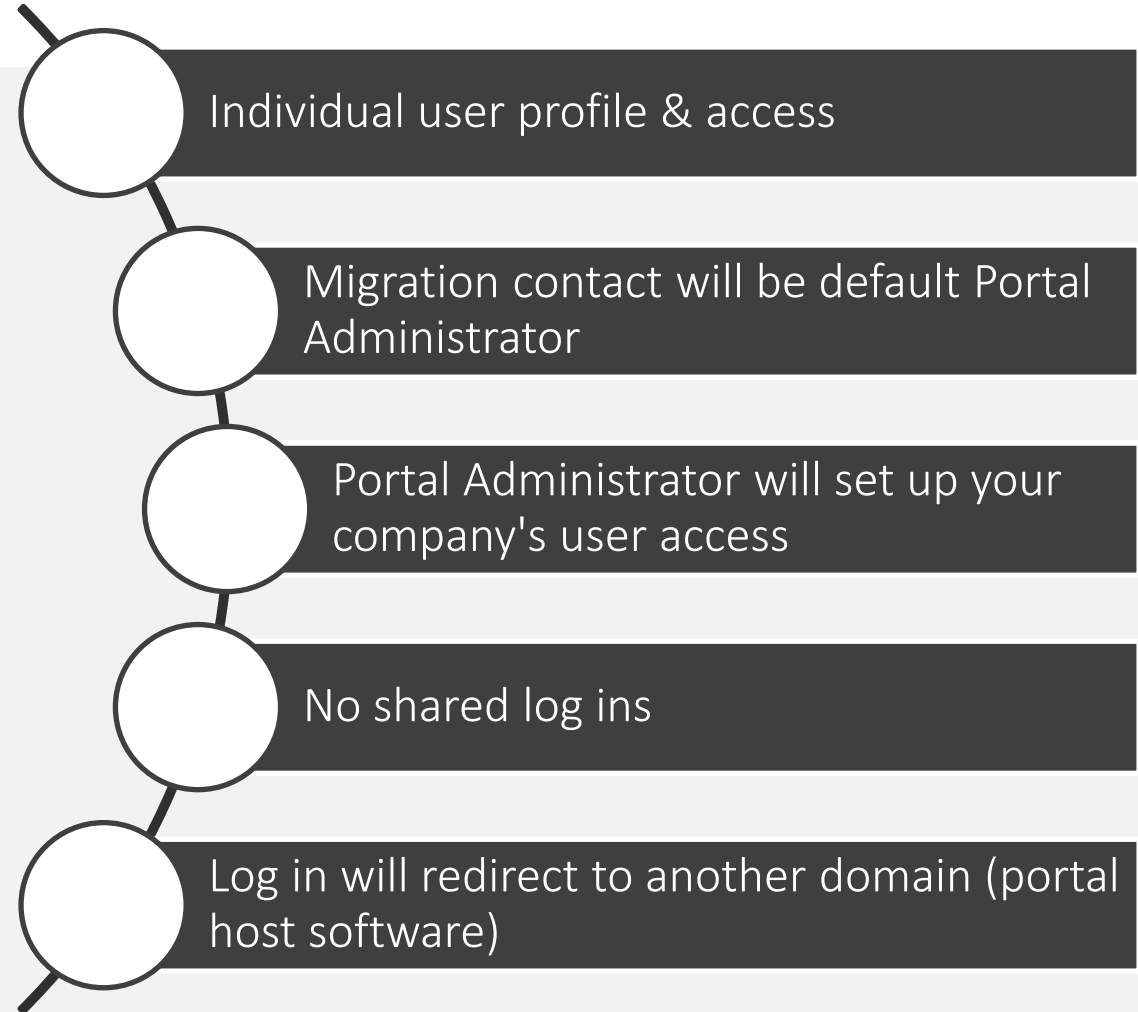 Individual user profile & access
Migration contact will be default Portal
Administrator
Portal Administrator will set up your
company's user access
No shared log ins
Log in will redirect to another domain (portal
host software)